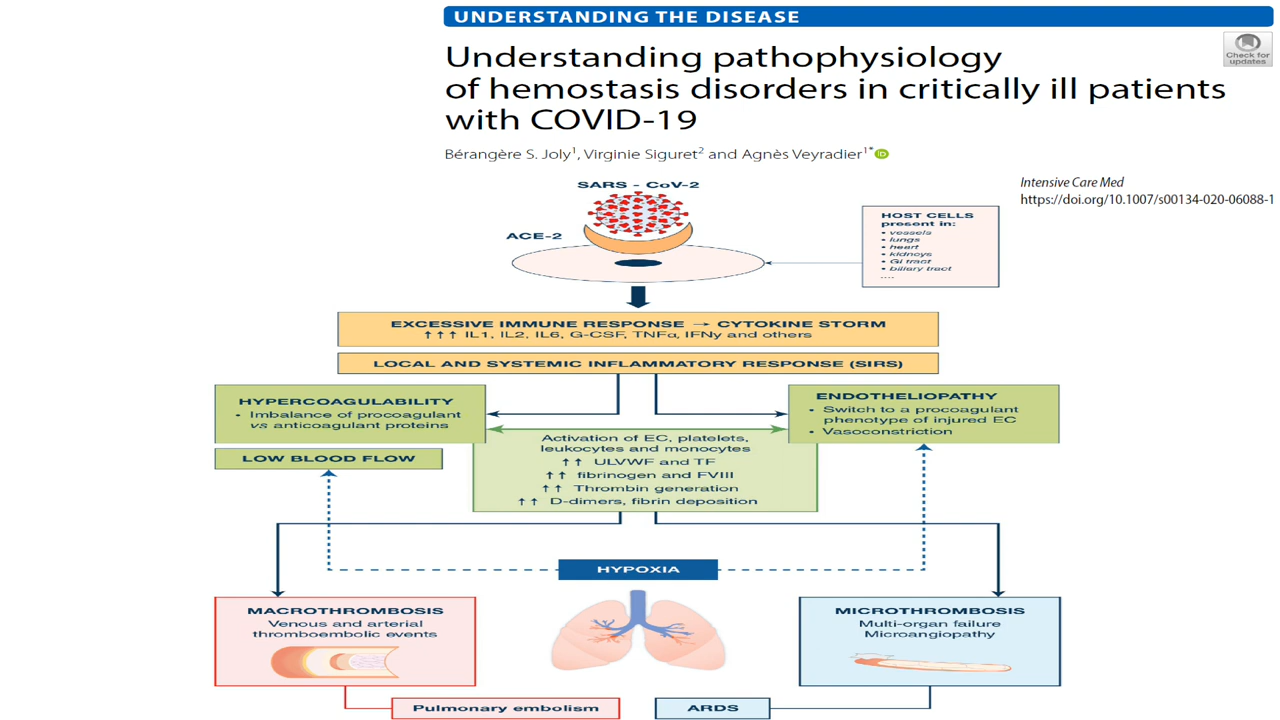 UNDERSTANDING THE DISEASE
Check for
updates
Understanding pathophysiology
of hemostasis disorders in critically ill patients
with COVID-19
Bérangère S. Joly1, Virginie Siguret2 and Agnès Veyradier1*
iD
Intensive Care Med
https://doi.org/10.1007/s00134-020-06088-1
SARS - CoV-2
ACE-2
HOST CELLS
present in:
• vessels
• lungs
• heart
• kidneys
• GI tract
• biliary tract
....
EXCESSIVE IMMUNE RESPONSE → CYTOKINE STORM
↑↑↑ IL1, IL2, IL6, G-CSF, TNFα, IFNγ and others
LOCAL AND SYSTEMIC INFLAMMATORY RESPONSE (SIRS)
HYPERCOAGULABILITY
• Imbalance of procoagulant
vs anticoagulant proteins
LOW BLOOD FLOW
ENDOTHELIOPATHY
• Switch to a procoagulant
phenotype of injured EC
• Vasoconstriction
Activation of EC, platelets,
leukocytes and monocytes
↑↑ ULVWF and TF
↑↑ fibrinogen and FVIII
↑↑ Thrombin generation
↑↑ D-dimers, fibrin deposition
HYPOXIA
MACROTHROMBOSIS
Venous and arterial
thromboembolic events
MICROTHROMBOSIS
Multi-organ failure
Microangiopathy
Pulmonary embolism
ARDS